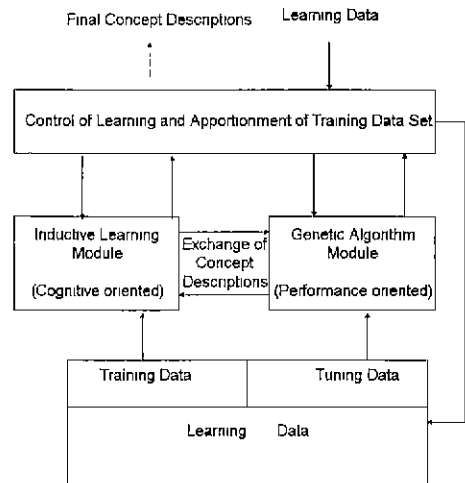 Final Concept Descriptions
Learning Data
Control of Learning and Apportionment of Training Data Set
Inductive Learning
Module
(Cognitive oriented)
Exchange of
Concept
Descriptions
Genetic Algorithm
Module
(Performance oriented)
Training Data
Tuning Data
Learning Data